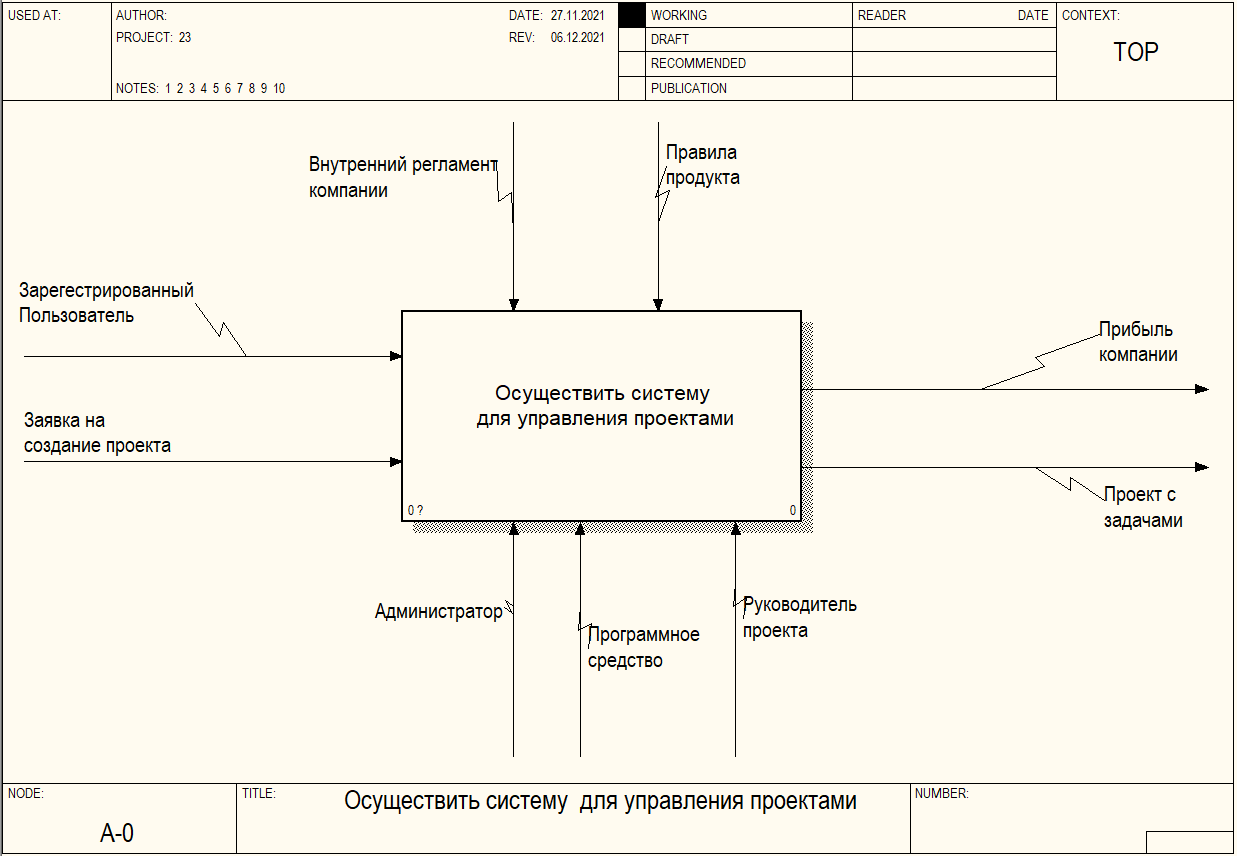 USED AT:
AUTHOR:
DATE: 27.11.2021
PROJECT: 23
REV: 06.12.2021
NOTES: 1 2 3 4 5 6 7 8 9 10
WORKING
DRAFT
RECOMMENDED
PUBLICATION
READER DATE
CONTEXT:
TOP
Внутренний регламент
компании
Правила
продукта
Зарегестрированный
Пользователь
Заявка на
создание проекта
Осуществить систему
для управления проектами
0 ?
0
Прибыль
компании
Проект с
задачами
Администратор
Программное
средство
Руководитель
проекта
NODE:
A-0
TITLE:
Осуществить систему для управления проектами
NUMBER: